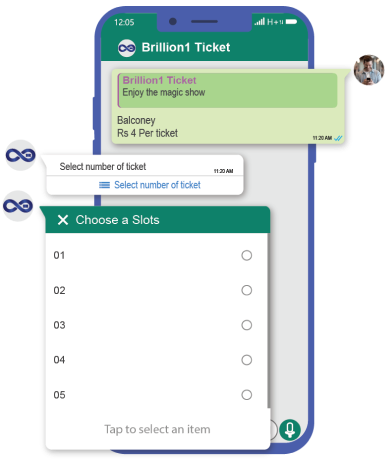 12:05
H+
Brillion1 Ticket
Brillion1 Ticket
Enjoy the magic show
Balconey
Rs 4 Per ticket
11:20 AM
Select number of ticket
11:20 AM
Select number of ticket
Choose a Slots
01
02
03
04
05
Tap to select an item